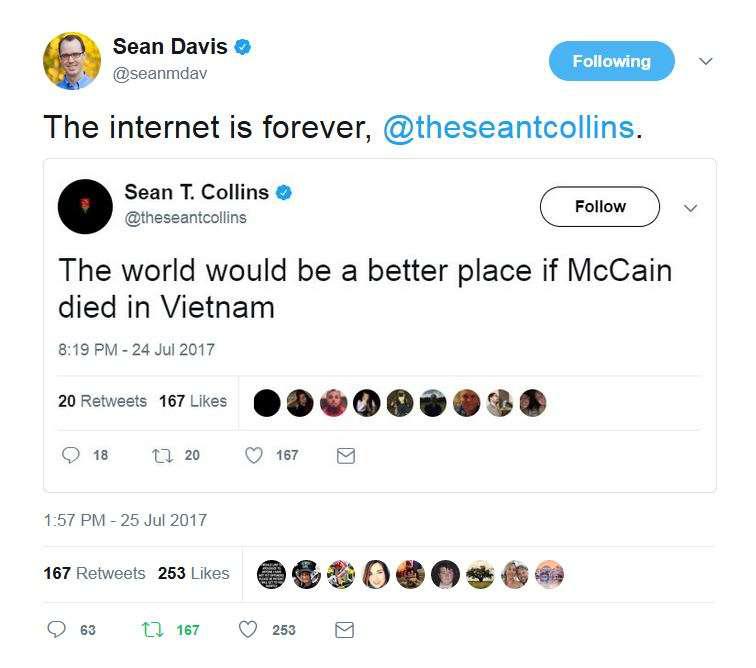 Sean Davis
@seanmdav
Following
The internet is forever, @theseantcollins.
Sean T. Collins
@theseantcollins
Follow
The world would be a better place if McCain
died in Vietnam
8:19 PM - 24 Jul 2017
20 Retweets 167 Likes
18 20 167
1:57 PM - 25 Jul 2017
167 Retweets 253 Likes
63 167 253